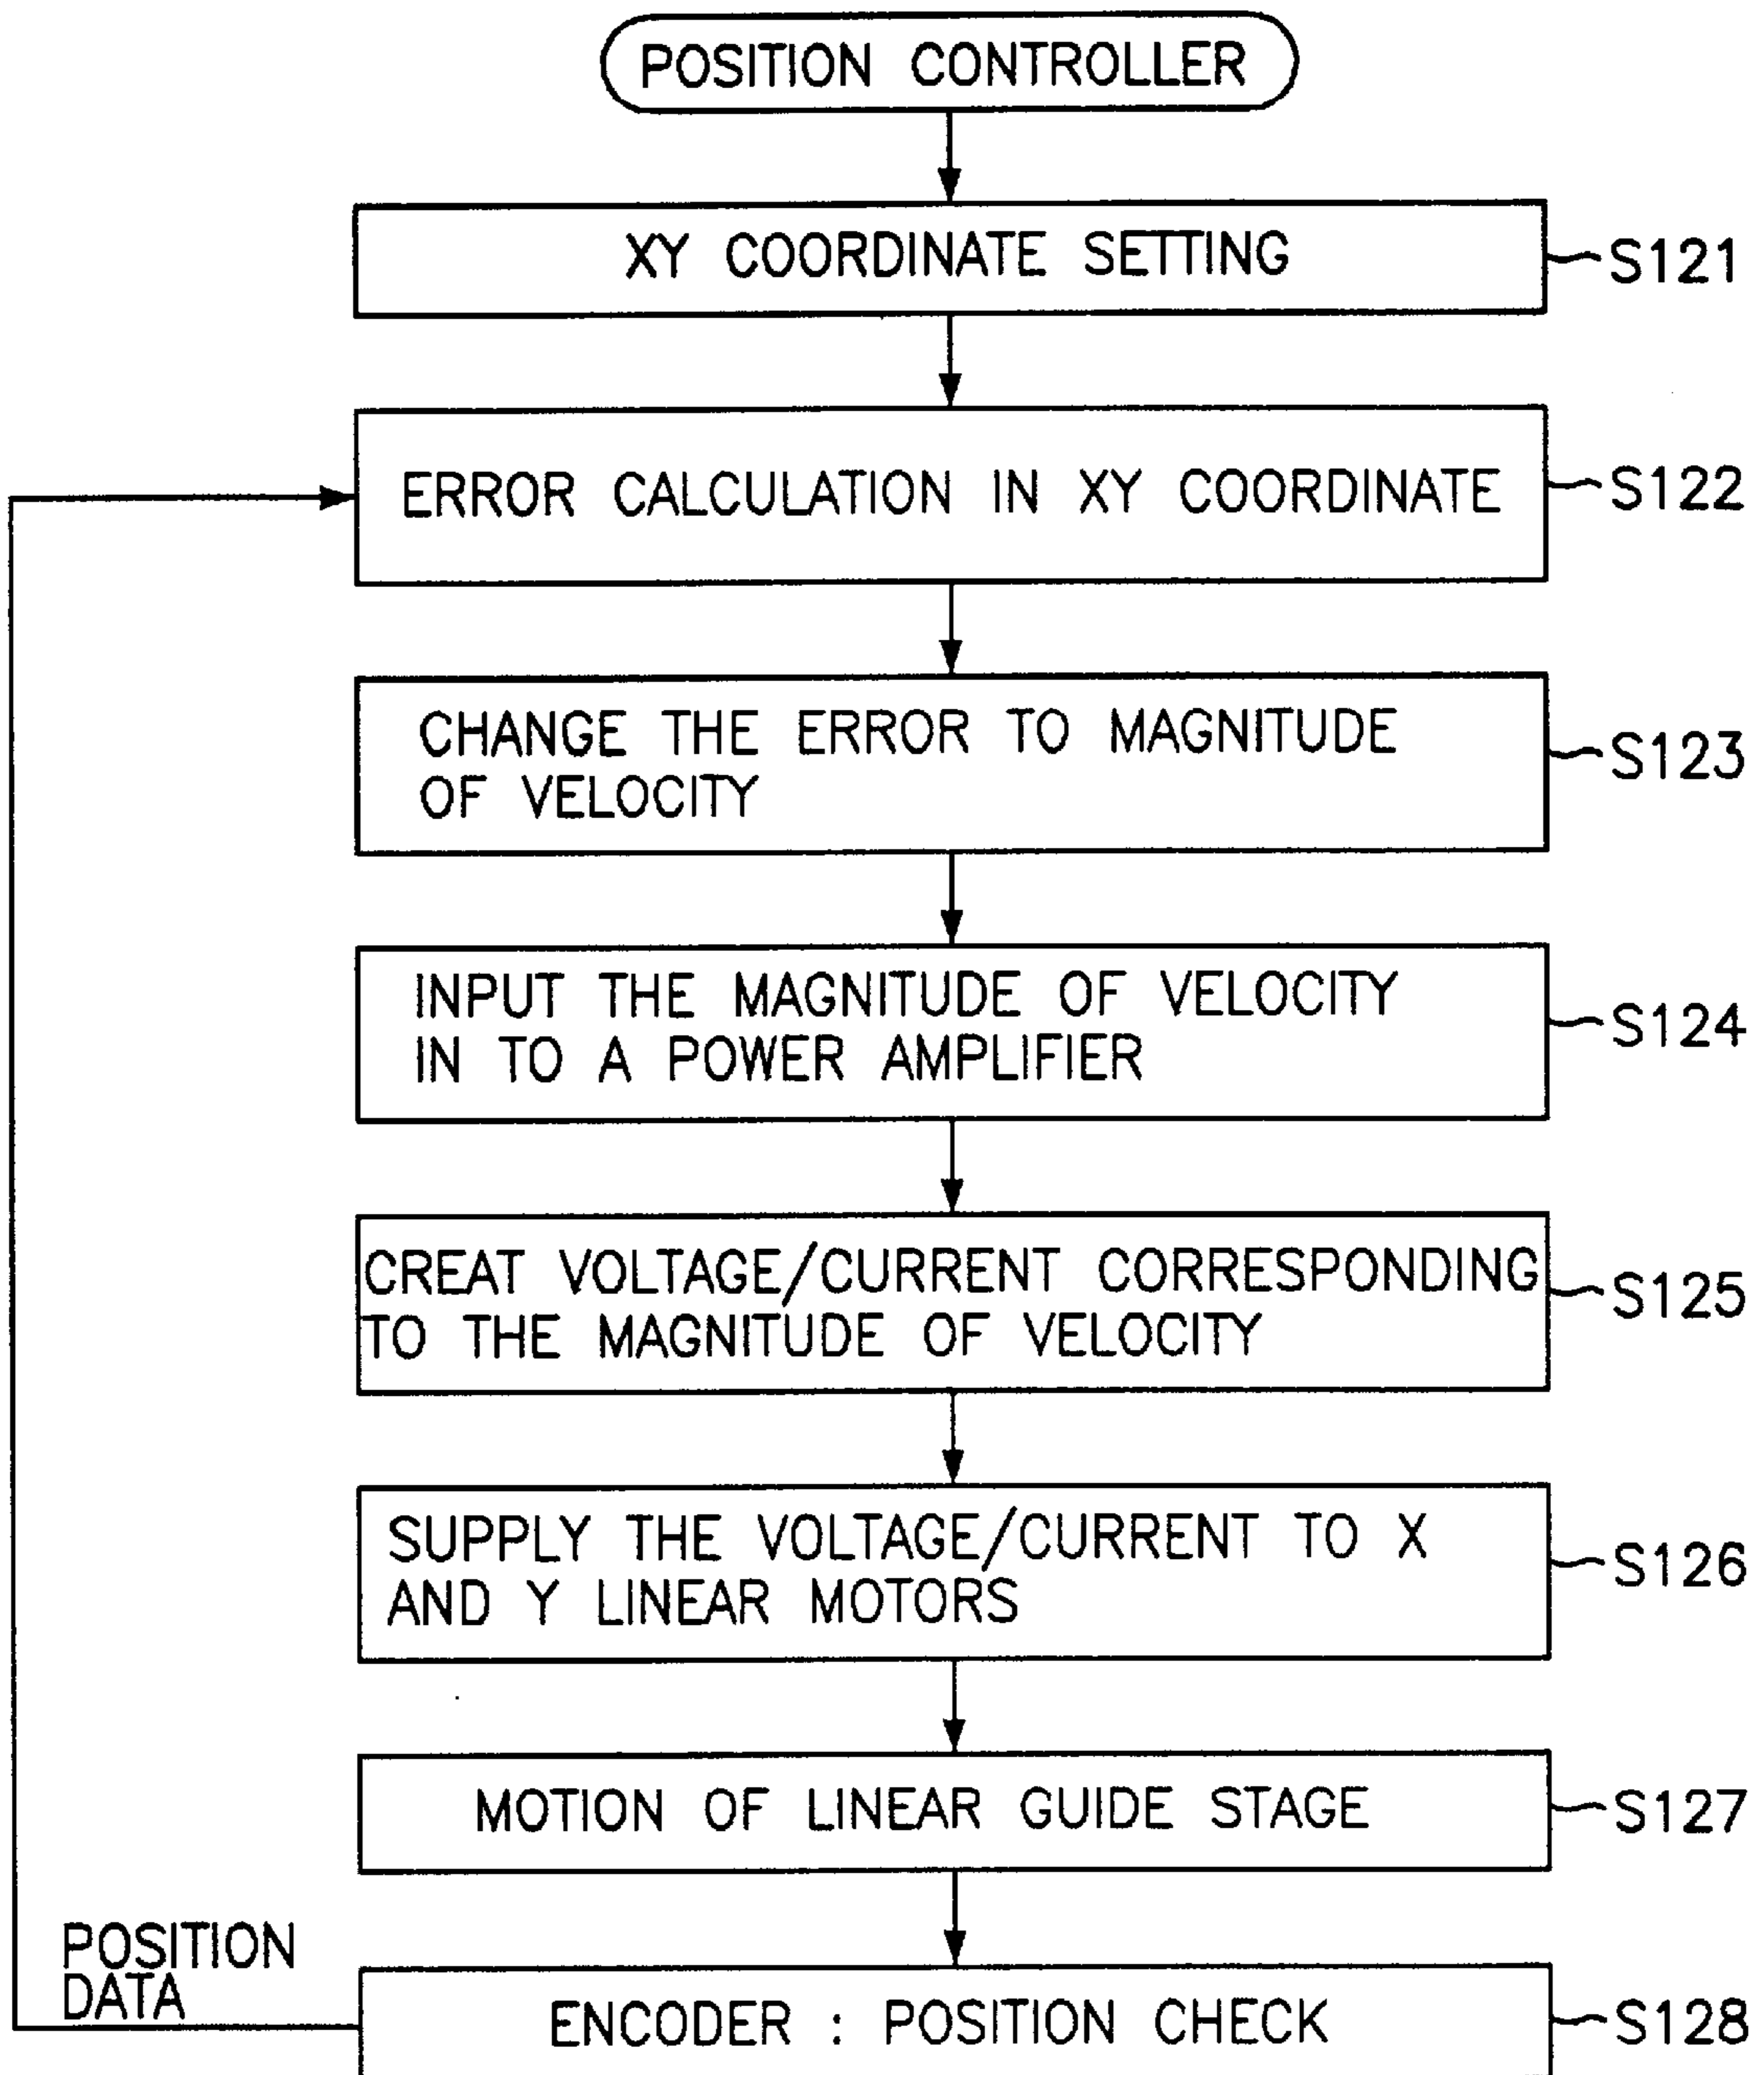 POSITION CONTROLLER
XY COORDINATE SETTING
S121
ERROR CALCULATION IN XY COORDINATE
S122
CHANGE THE ERROR TO MAGNITUDE
OF VELOCITY
S123
INPUT THE MAGNITUDE OF VELOCITY
IN TO A POWER AMPLIFIER
S124
CREAT VOLTAGE/CURRENT CORRESPONDING
TO THE MAGNITUDE OF VELOCITY
S125
SUPPLY THE VOLTAGE/CURRENT TO X
AND Y LINEAR MOTORS
S126
MOTION OF LINEAR GUIDE STAGE
S127
POSITION
DATA
ENCODER : POSITION CHECK
S128